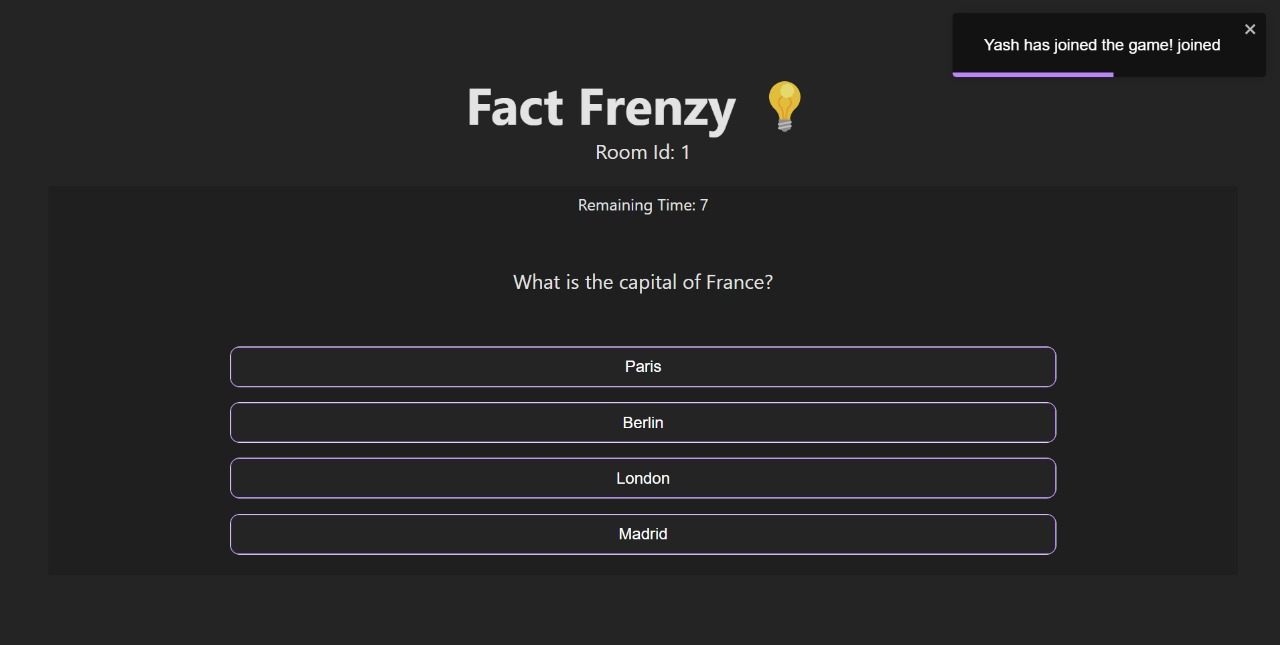 Yash has joined the game! joined
Fact Frenzy
Room Id: 1
Remaining Time: 7
What is the capital of France?
Paris
Berlin
London
Madrid